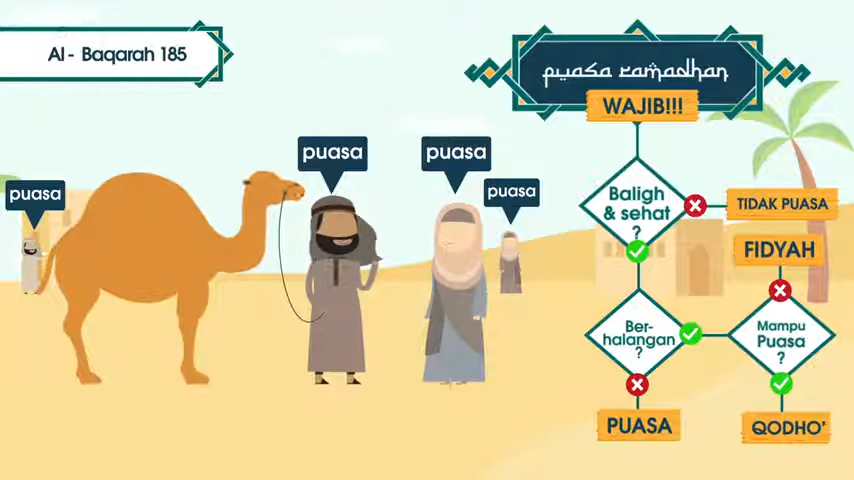 Al - Baqarah 185
puasa ramadhan
WAJIB!!!
puasa
puasa
puasa
puasa
Baligh
& sehat
?
TIDAK PUASA
FIDYAH
Ber-
halangan
?
Mampu
Puasa
?
PUASA
QODHO'